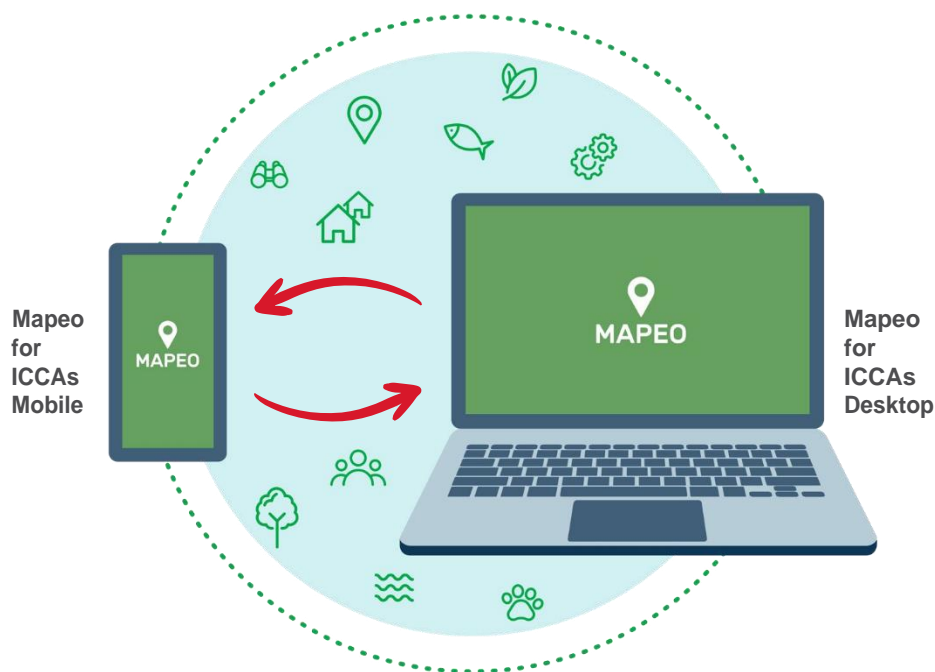 Mapeo
for
ICCAs
Mobile
MAPEO
MAPEO
Mapeo
for
ICCAs
Desktop